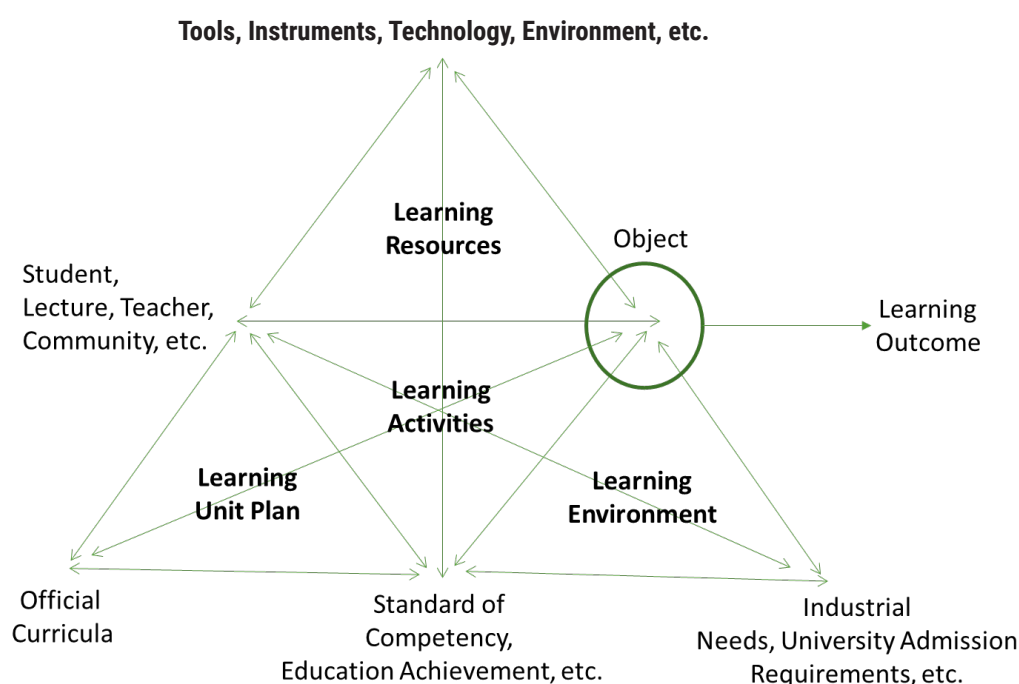 Tools, Instruments, Technology, Environment, etc.
Learning
Resources
Object
Student,
Lecture, Teacher,
Community, etc.
Learning
Outcome
Learning
Activities
Learning
Unit Plan
Learning
Environment
Official
Curricula
Standard of
Competency,
Education Achievement, etc.
Industrial
Needs, University Admission
Requirements, etc.